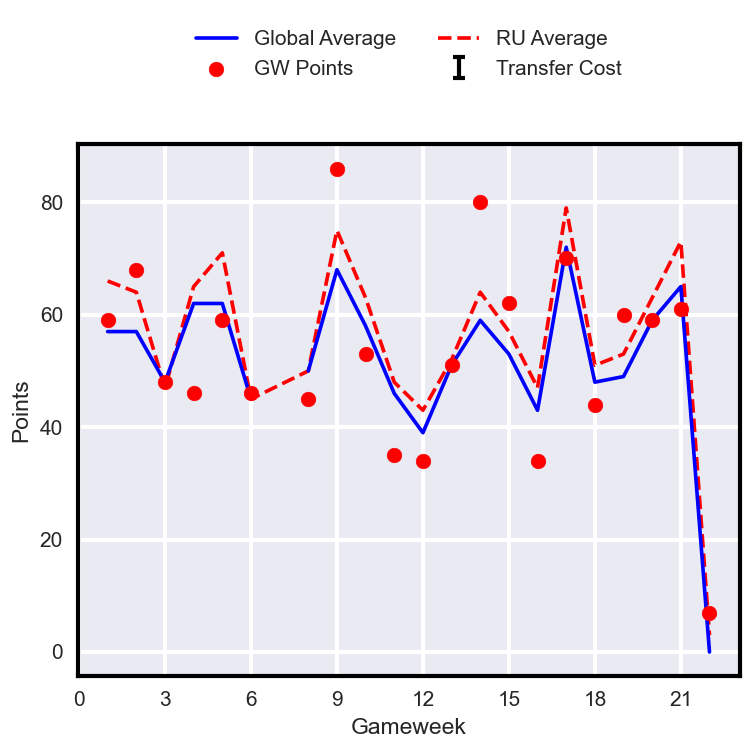 Global Average
RU Average
GW Points
Transfer Cost
80
60
40
20
0
Points
0 3 6 9 12 15 18 21
Gameweek